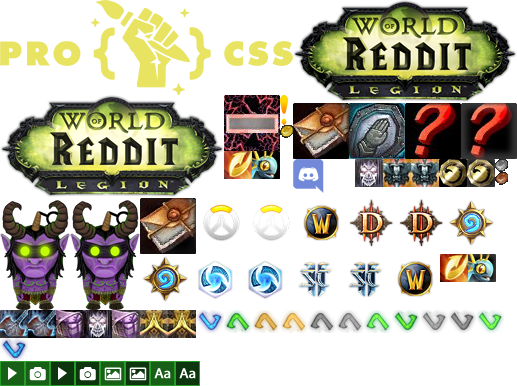 PRO { } CSS
WORLD
OF
REDDIT
LEGION
WORLD
OF
REDDIT
LEGION
! ? ?
W D D
W
Aa Aa